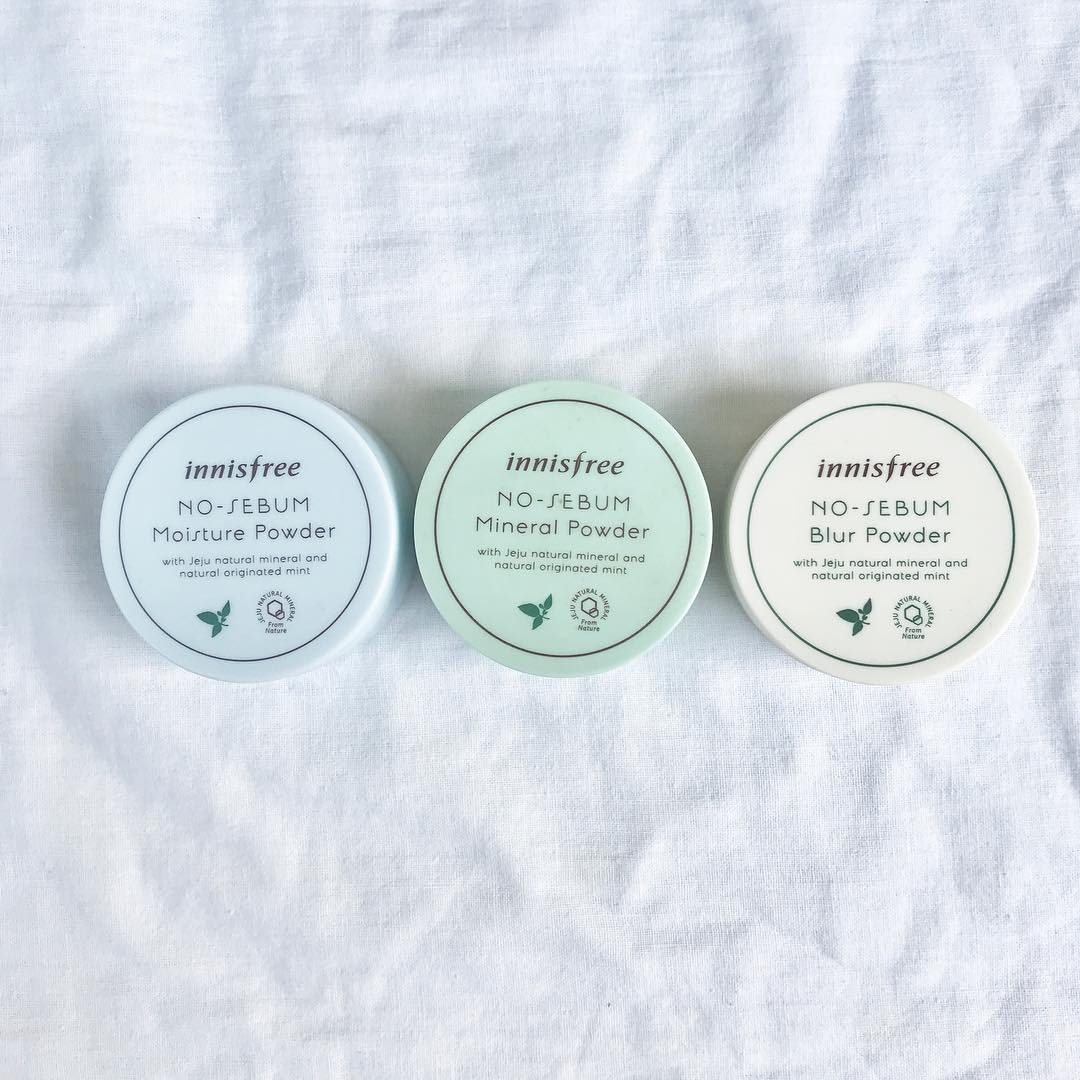 innisfree
NO-SEBUM
Moisture Powder
with Jeju natural mineral and
natural originated mint
JEJU NATURAL MINERAL
From
Nature
innisfree
NO-SEBUM
Mineral Powder
with Jeju natural mineral and
natural originated mint
JEJU NATURAL MINERAL
From
Nature
innisfree
NO-SEBUM
Blur Powder
with Jeju natural mineral and
natural originated mint
JEJU NATURAL MINERAL
From
Nature